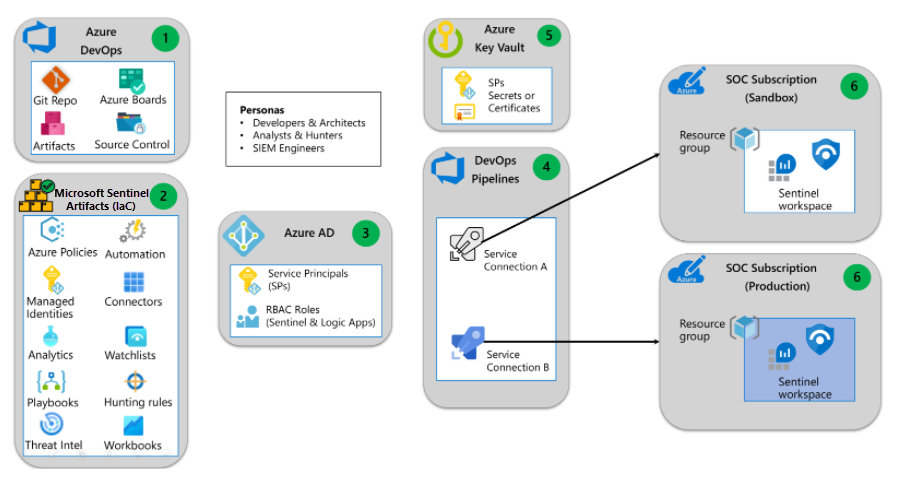 Azure
DevOps
1
Git Repo
Azure Boards
Artifacts
Source Control
Microsoft Sentinel
Artifacts (IaC)
2
Azure Policies
Automation
Managed
Identities
Connectors
Analytics
Watchlists
Playbooks
Hunting rules
Threat Intel
Workbooks
Personas
• Developers & Architects
• Analysts & Hunters
• SIEM Engineers
Azure AD
3
Service Principals
(SPs)
RBAC Roles
(Sentinel & Logic Apps)
Azure
Key Vault
5
SPs
Secrets or
Certificates
DevOps
Pipelines
4
Service
Connection A
Service
Connection B
Azure
SOC Subscription
(Sandbox)
6
Resource
group
Sentinel
workspace
Azure
SOC Subscription
(Production)
6
Resource
group
Sentinel
workspace